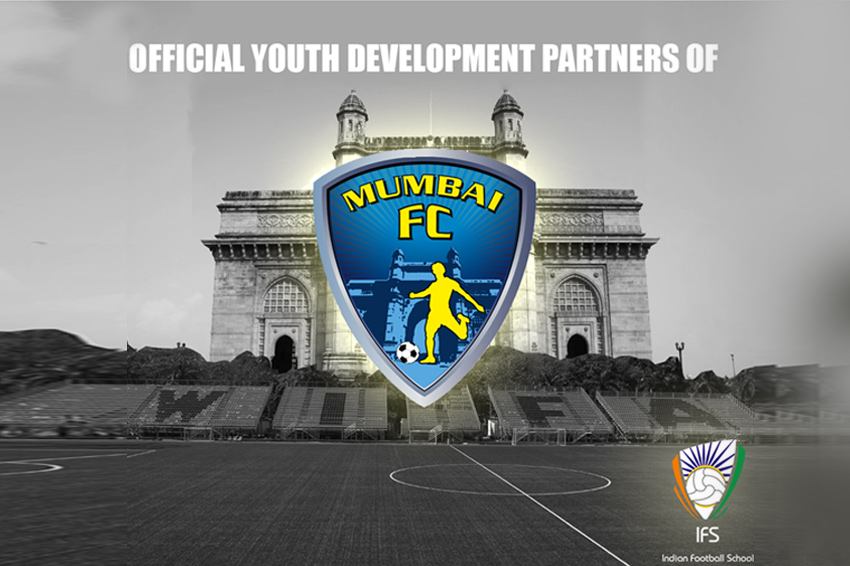 OFFICIAL YOUTH DEVELOPMENT PARTNERS OF
MUMBAI
FC
W I F A
IFS
Indian Football School